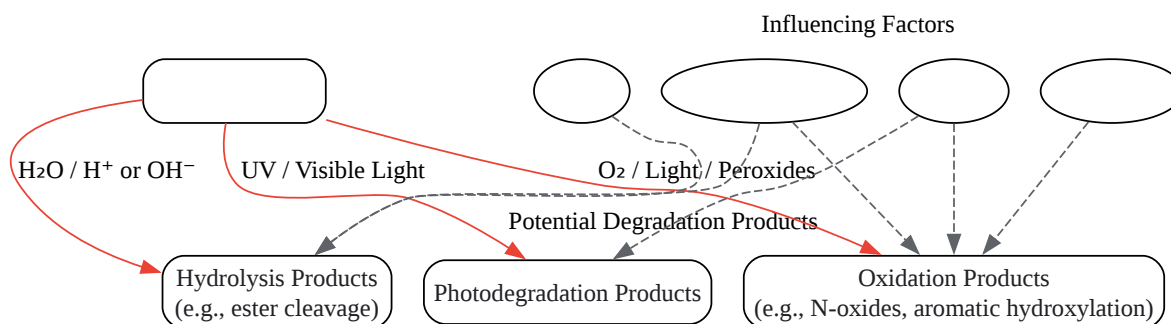 Influencing Factors
H₂O / H⁺ or OH⁻
UV / Visible Light
O₂ / Light / Peroxides
Potential Degradation Products
Hydrolysis Products
(e.g., ester cleavage)
Photodegradation Products
Oxidation Products
(e.g., N-oxides, aromatic hydroxylation)